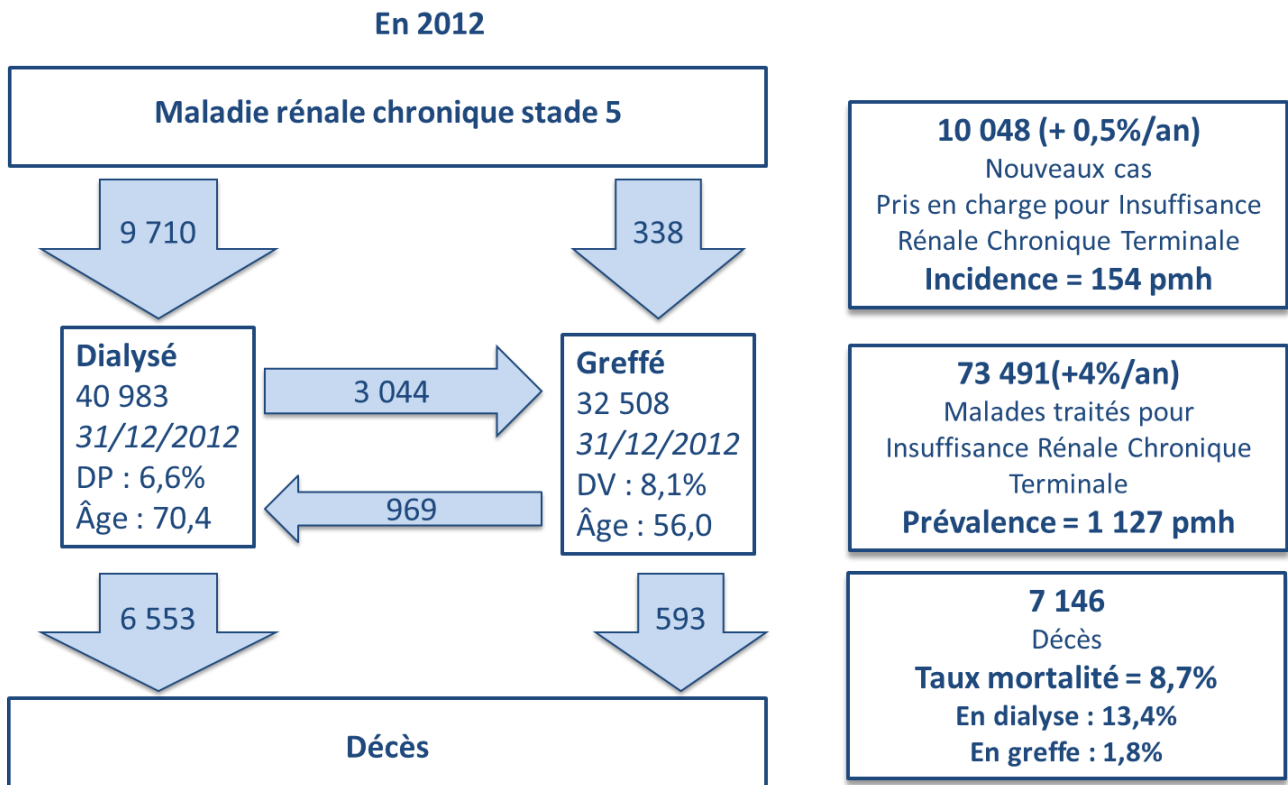 En 2012
Maladie rénale chronique stade 5
9 710
338
Dialysé
40 983
31/12/2012
DP : 6,6%
Âge : 70,4
3 044
969
Greffé
32 508
31/12/2012
DV : 8,1%
Âge : 56,0
6 553
593
Décès
10 048 (+ 0,5%/an)
Nouveaux cas
Pris en charge pour Insuffisance
Rénale Chronique Terminale
Incidence = 154 pmh
73 491(+4%/an)
Malades traités pour
Insuffisance Rénale Chronique
Terminale
Prévalence = 1 127 pmh
7 146
Décès
Taux mortalité = 8,7%
En dialyse : 13,4%
En greffe : 1,8%